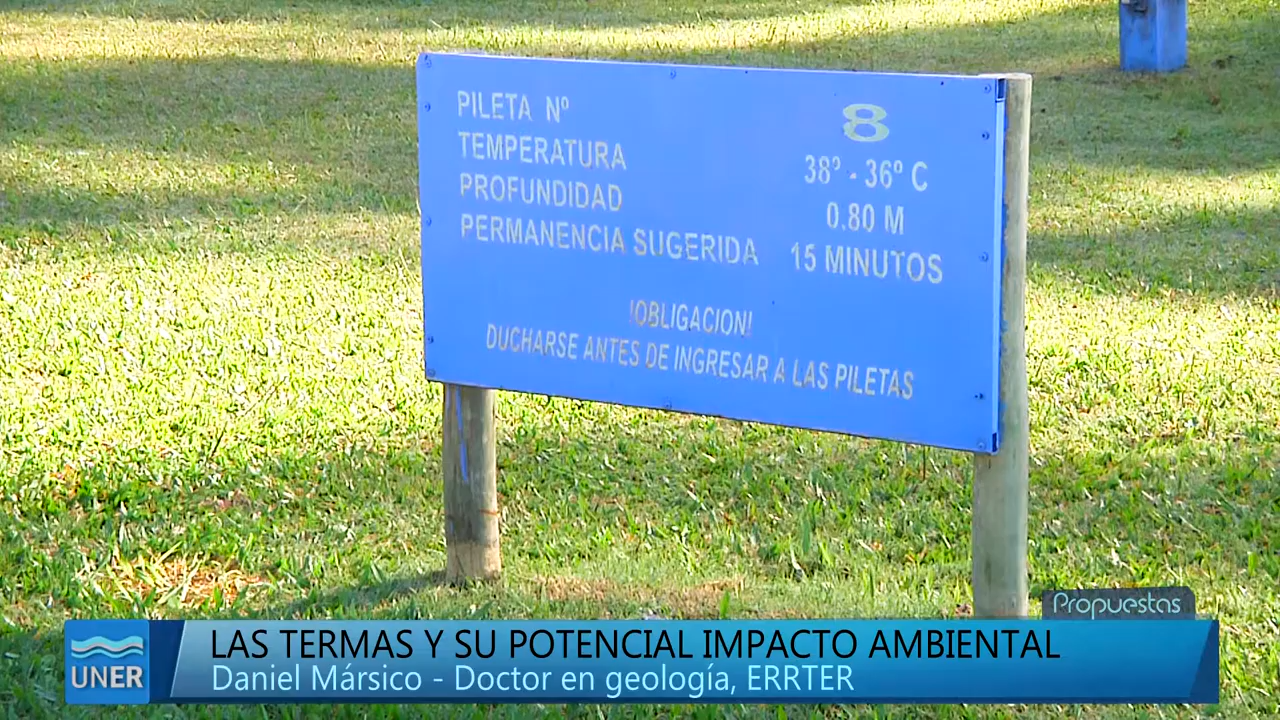 PILETA Nº 8
TEMPERATURA 38º - 36º C
PROFUNDIDAD 0.80 M
PERMANENCIA SUGERIDA 15 MINUTOS
!OBLIGACION!
DUCHARSE ANTES DE INGRESAR A LAS PILETAS
Propuestas
UNER
LAS TERMAS Y SU POTENCIAL IMPACTO AMBIENTAL
Daniel Mársico - Doctor en geología, ERRTER